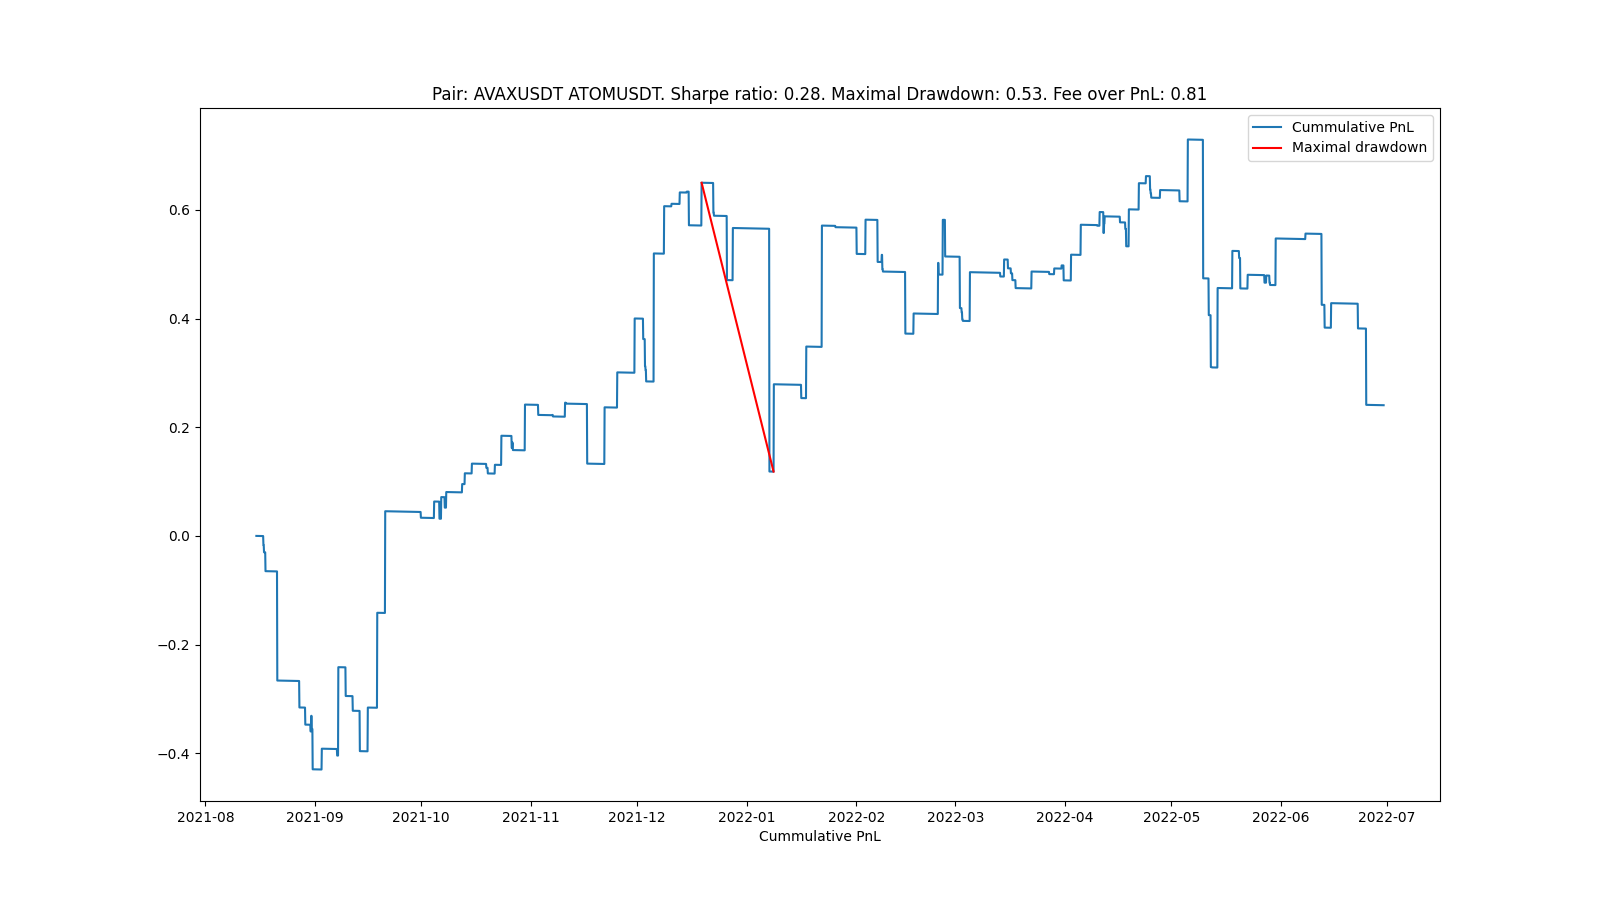 Pair: AVAXUSDT ATOMUSDT. Sharpe ratio: 0.28. Maximal Drawdown: 0.53. Fee over PnL: 0.81
Cummulative PnL
Maximal drawdown
0.6
0.4
0.2
0.0
−0.2
−0.4
2021-08 2021-09 2021-10 2021-11 2021-12 2022-01 2022-02 2022-03 2022-04 2022-05 2022-06 2022-07
Cummulative PnL